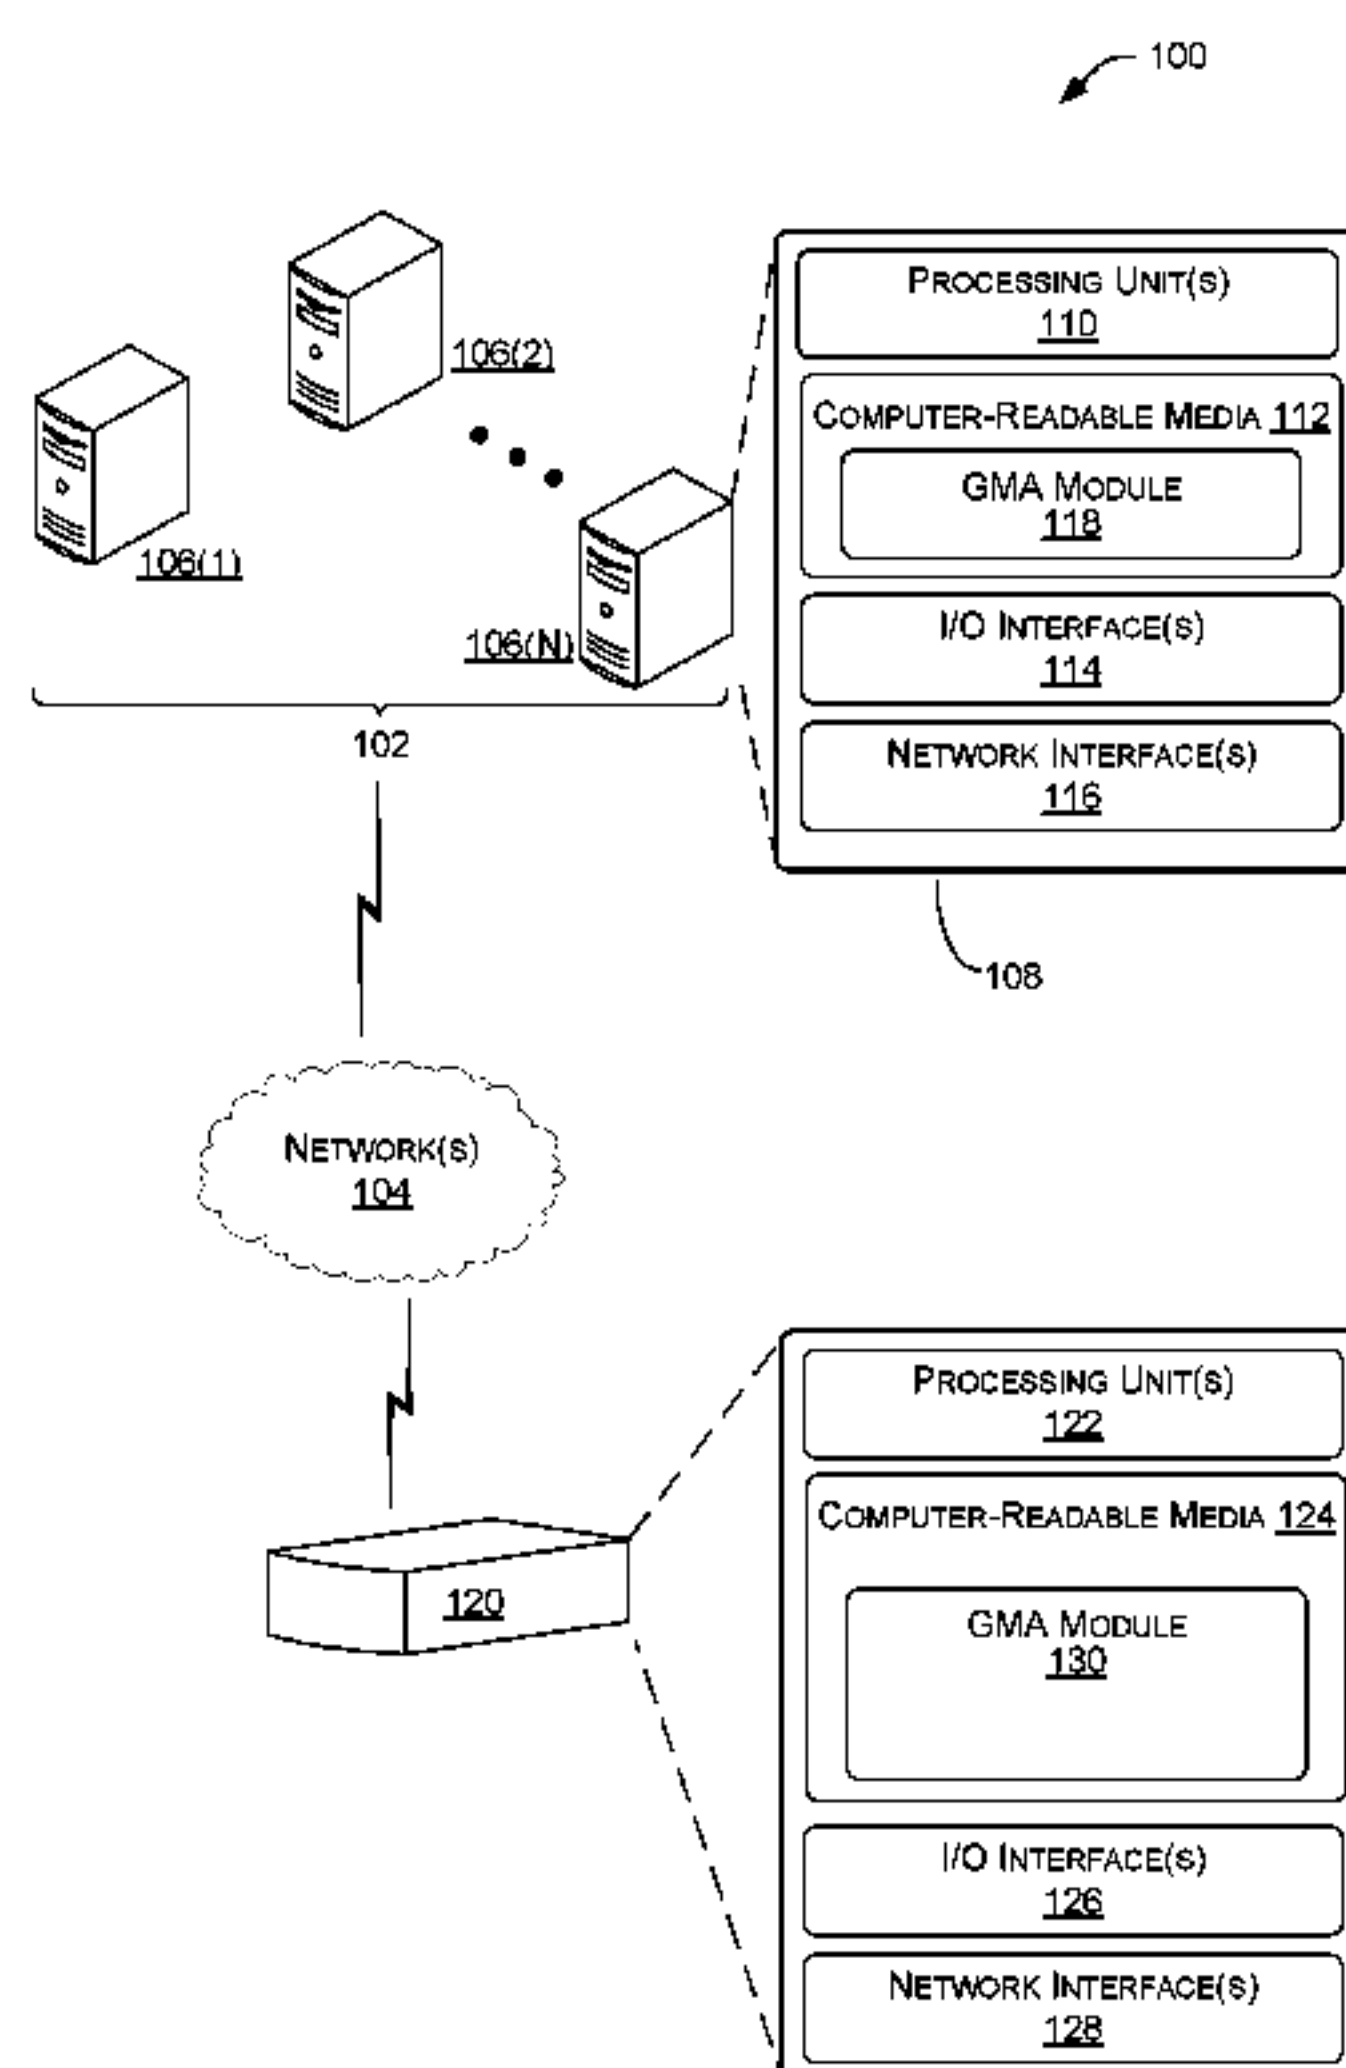 100
106(1)
106(2)
106(N)
102
PROCESSING UNIT(S)
110
COMPUTER-READABLE MEDIA 112
GMA MODULE
118
I/O INTERFACE(S)
114
NETWORK INTERFACE(S)
116
108
NETWORK(S)
104
120
PROCESSING UNIT(S)
122
COMPUTER-READABLE MEDIA 124
GMA MODULE
130
I/O INTERFACE(S)
126
NETWORK INTERFACE(S)
128